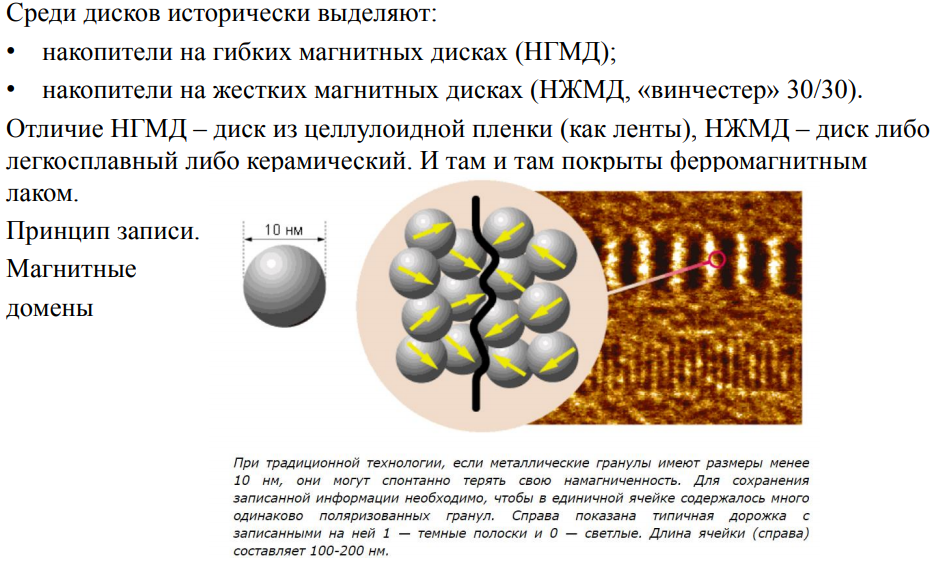 Среди дисков исторически выделяют:
• накопители на гибких магнитных дисках (НГМД);
• накопители на жестких магнитных дисках (НЖМД, «винчестер» 30/30).
Отличие НГМД – диск из целлулоидной пленки (как ленты), НЖМД – диск либо
легкосплавный либо керамический. И там и там покрыты ферромагнитным
лаком.
Принцип записи.
Магнитные
домены
10 нм
При традиционной технологии, если металлические гранулы имеют размеры менее
10 нм, они могут спонтанно терять свою намагниченность. Для сохранения
записанной информации необходимо, чтобы в единичной ячейке содержалось много
одинаково поляризованных гранул. Справа показана типичная дорожка с
записанными на ней 1 — темные полоски и 0 — светлые. Длина ячейки (справа)
составляет 100-200 нм.